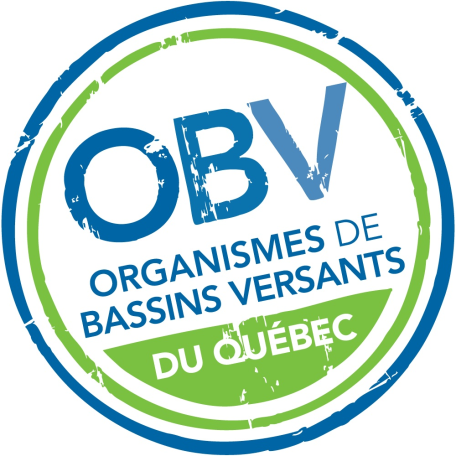 OBV
ORGANISMES DE
BASSINS VERSANTS
DU QUÉBEC